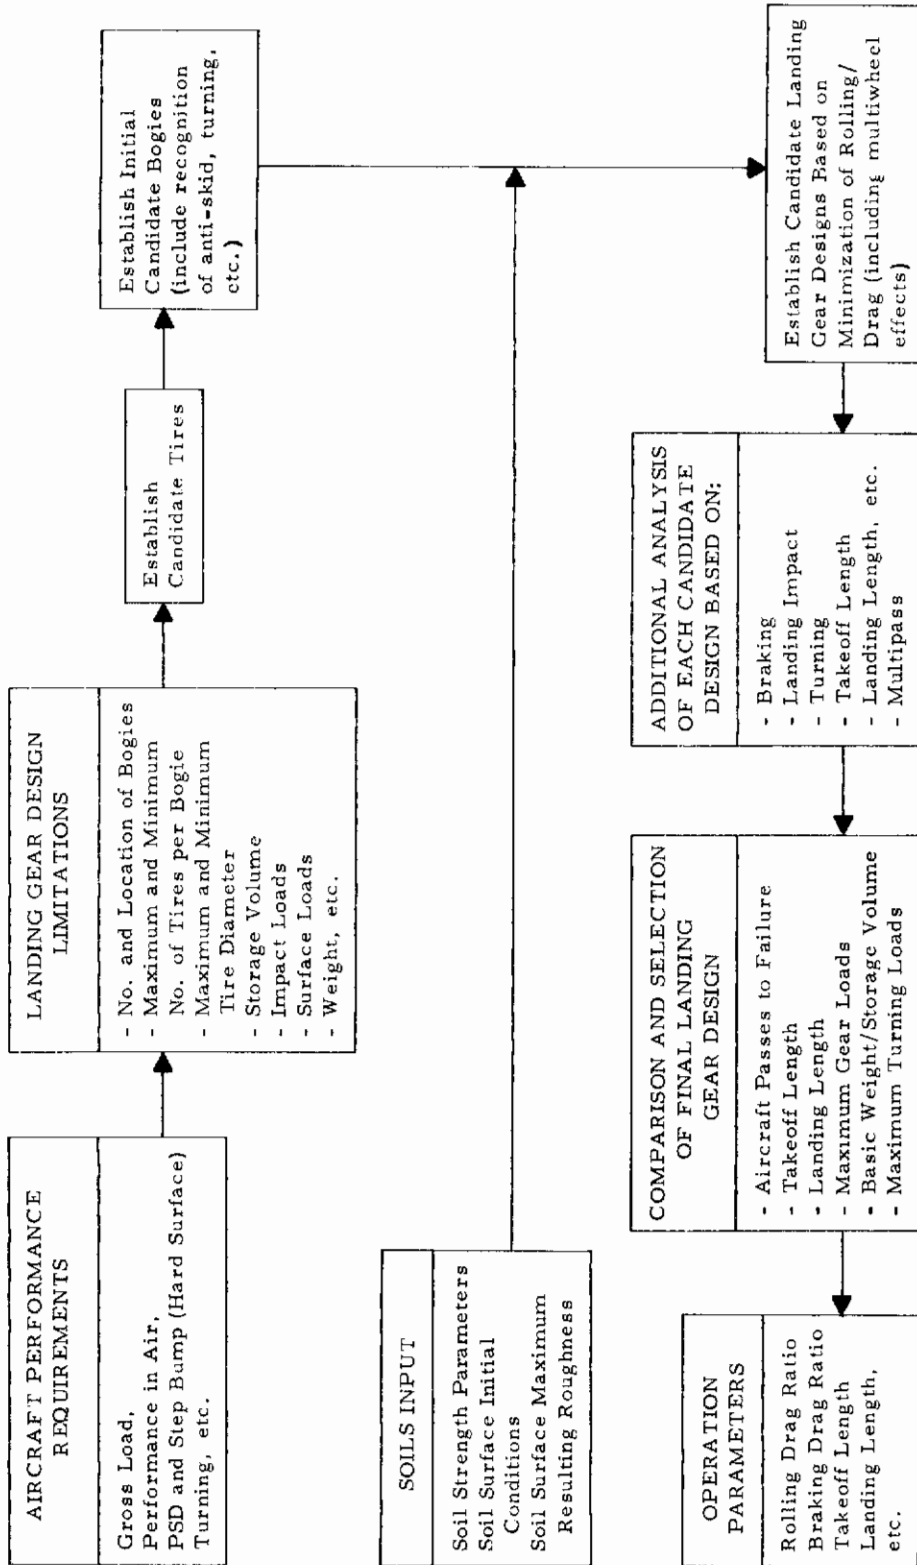 AIRCRAFT PERFORMANCE
REQUIREMENTS
Gross Load,
Performance in Air,
PSD and Step Bump (Hard Surface)
Turning, etc.
LANDING GEAR DESIGN
LIMITATIONS
- No. and Location of Bogies
- Maximum and Minimum
No. of Tires per Bogie
- Maximum and Minimum
Tire Diameter
- Storage Volume
- Impact Loads
- Surface Loads
- Weight, etc.
Establish
Candidate Tires
Establish Initial
Candidate Bogies
(include recognition
of anti-skid, turning,
etc.)
SOILS INPUT
Soil Strength Parameters
Soil Surface Initial
Conditions
Soil Surface Maximum
Resulting Roughness
Establish Candidate Landing
Gear Designs Based on
Minimization of Rolling/
Drag (including multiwheel
effects)
ADDITIONAL ANALYSIS
OF EACH CANDIDATE
DESIGN BASED ON:
- Braking
- Landing Impact
- Turning
- Takeoff Length
- Landing Length, etc.
- Multipass
COMPARISON AND SELECTION
OF FINAL LANDING
GEAR DESIGN
- Aircraft Passes to Failure
- Takeoff Length
- Landing Length
- Maximum Gear Loads
- Basic Weight/Storage Volume
- Maximum Turning Loads
OPERATION
PARAMETERS
Rolling Drag Ratio
Braking Drag Ratio
Takeoff Length
Landing Length,
etc.